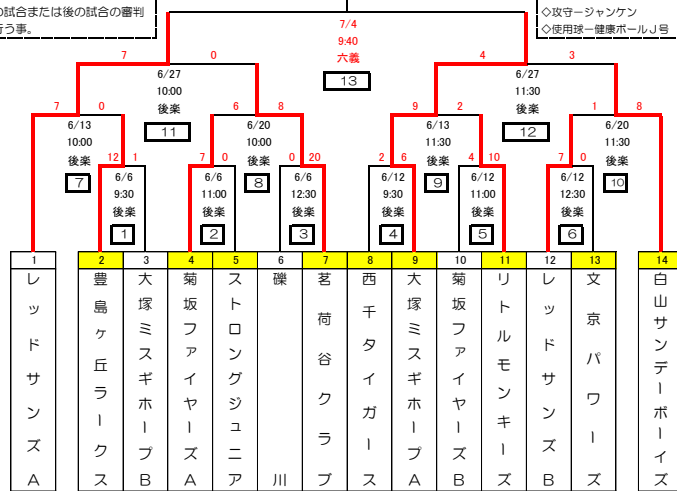 の試合または後の試合の審判
行う事。
◇攻守ージャンケン
◇使用球ー健康ボールJ号
7/4
9:40
六義
13
7 0
6/27
10:00
後楽
11
4 3
6/27
11:30
後楽
12
7 0
6/13
10:00
後楽
7
6 8
6/20
10:00
後楽
8
9 2
6/13
11:30
後楽
9
1 8
6/20
11:30
後楽
10
12 1
6/6
9:30
後楽
1
7 0
6/6
11:00
後楽
2
0 20
6/6
12:30
後楽
3
2 6
6/12
9:30
後楽
4
4 10
6/12
11:00
後楽
5
7 0
6/12
12:30
後楽
6
1 2 3 4 5 6 7 8 9 10 11 12 13 14
レッドサンズA
豊島ヶ丘ラークス
大塚ミスギホープB
菊坂ファイヤーズA
ストロングジュニア
礫川
茗荷谷クラブ
西千タイガース
大塚ミスギホープA
菊坂ファイヤーズB
リトルモンキーズ
レッドサンズB
文京パワーズ
白山サンデーボーイズ